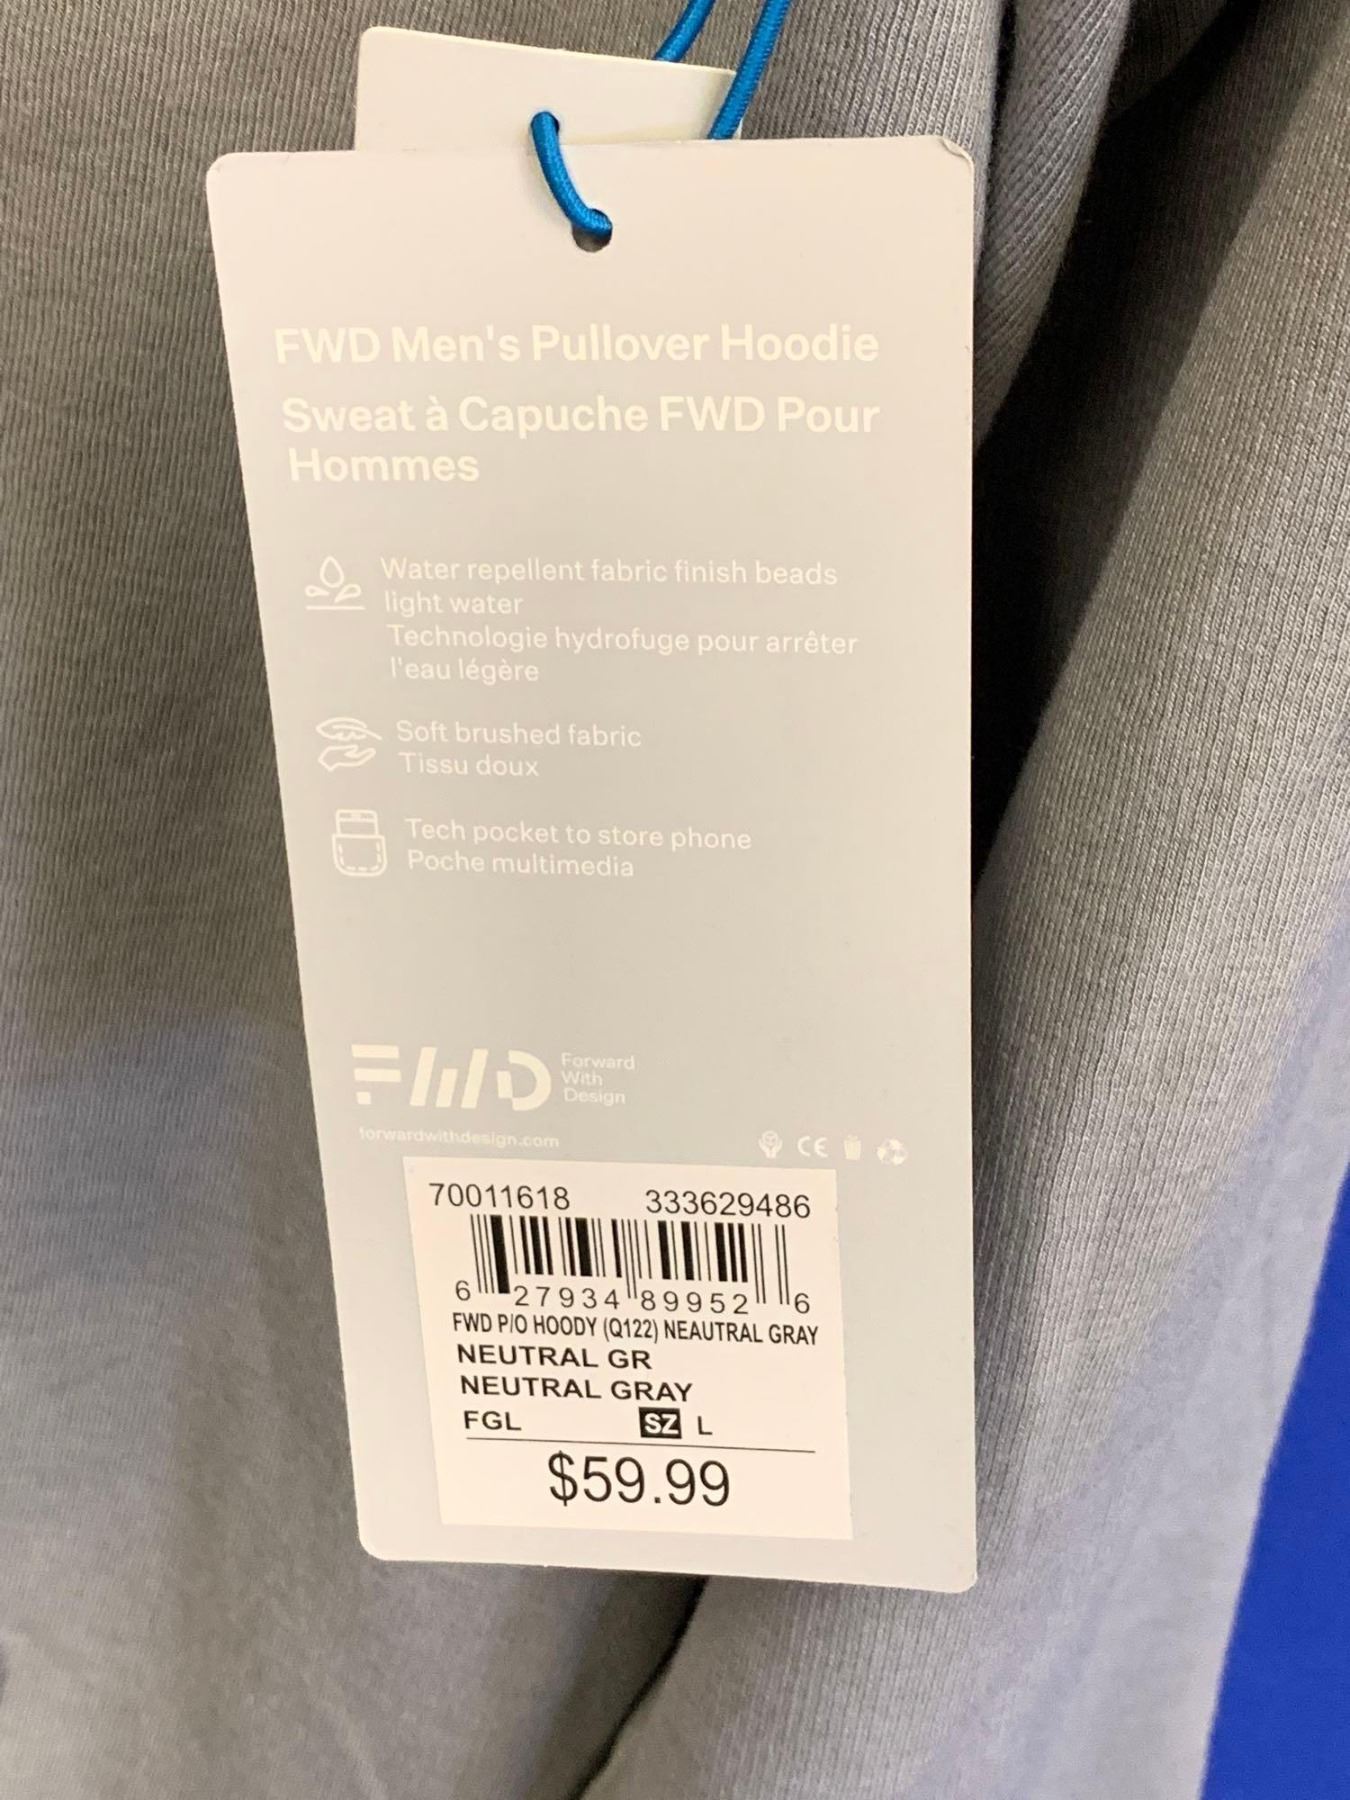 FWD Men's Pullover Hoodie
Sweat à Capuche FWD Pour
Hommes
Water repellent fabric finish beads
light water
Technologie hydrofuge pour arrêter
l'eau légère
Soft brushed fabric
Tissu doux
Tech pocket to store phone
Poche multimedia
FWD Forward
With
Design
forwardwithdesign.com
CE
70011618 333629486
6 27934 89952 6
FWD P/O HOODY (Q122) NEAUTRAL GRAY
NEUTRAL GR
NEUTRAL GRAY
FGL SZ L
$59.99